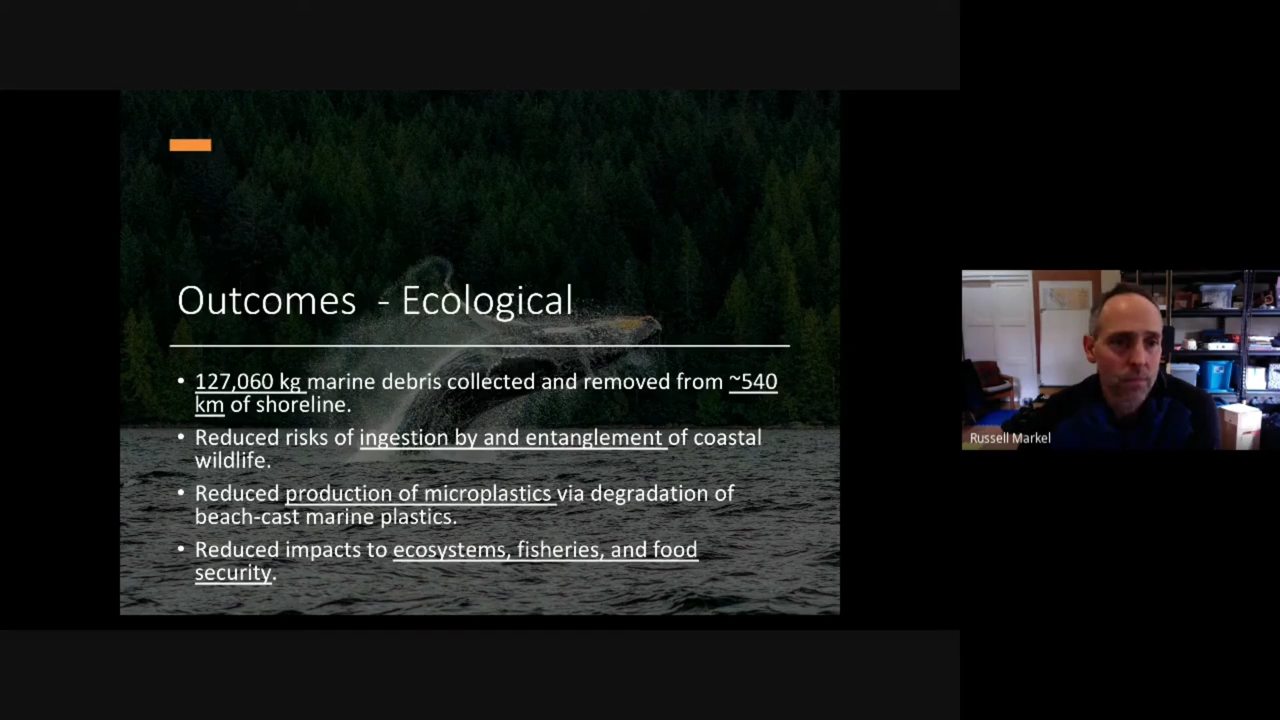 Outcomes - Ecological
• 127,060 kg marine debris collected and removed from ~540
km of shoreline.
• Reduced risks of ingestion by and entanglement of coastal
wildlife.
• Reduced production of microplastics via degradation of
beach-cast marine plastics.
• Reduced impacts to ecosystems, fisheries, and food
security.
Russell Markel